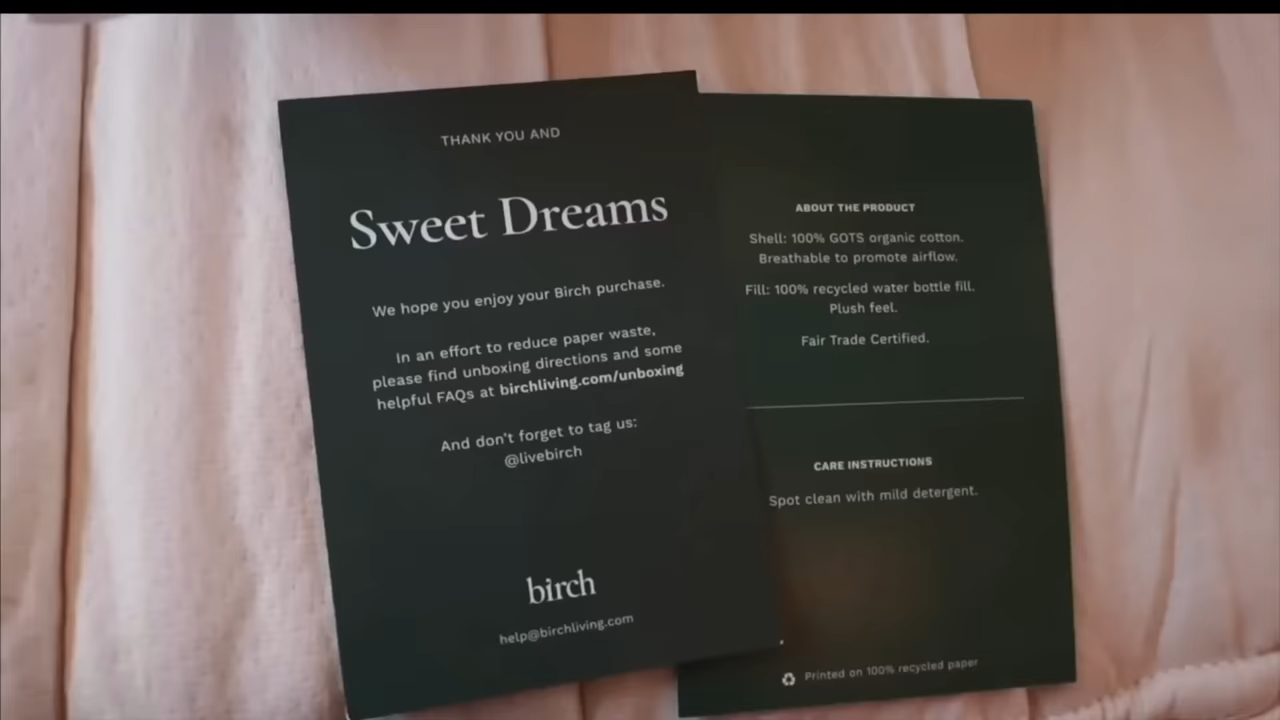 THANK YOU AND
Sweet Dreams
We hope you enjoy your Birch purchase.
In an effort to reduce paper waste,
please find unboxing directions and some
helpful FAQs at birchliving.com/unboxing
And don't forget to tag us:
@livebirch
birch
help@birchliving.com
ABOUT THE PRODUCT
Shell: 100% GOTS organic cotton.
Breathable to promote airflow.
Fill: 100% recycled water bottle fill.
Plush feel.
Fair Trade Certified.
CARE INSTRUCTIONS
Spot clean with mild detergent.
Printed on 100% recycled paper